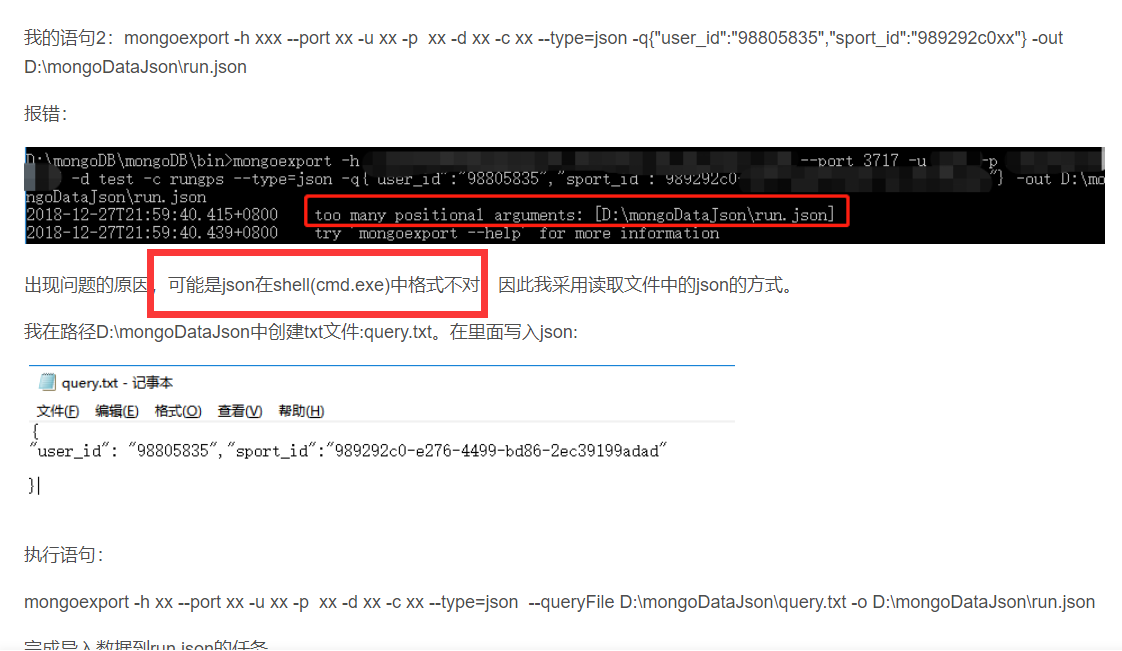 我的语句2：mongoexport -h xxx --port xx -u xx -p  xx -d xx -c xx --type=json -q{"user_id":"98805835","sport_id":"989292c0xx"} -out
D:\mongoDataJson\run.json
报错：
D:\mongoDB\mongoDB\bin>mongoexport -h --port 3717 -u -p
-d test -c rungps --type=json -q{"user_id":"98805835","sport_id":"989292c0 "} -out D:\mo
ngoDataJson\run.json
2018-12-27T21:59:40.415+0800 too many positional arguments: [D:\mongoDataJson\run.json]
2018-12-27T21:59:40.439+0800 try 'mongoexport --help' for more information
出现问题的原因，可能是json在shell(cmd.exe)中格式不对 因此我采用读取文件中的json的方式。
我在路径D:\mongoDataJson中创建txt文件:query.txt。在里面写入json:
query.txt - 记事本
文件(F) 编辑(E) 格式(O) 查看(V) 帮助(H)
{
"user_id": "98805835","sport_id":"989292c0-e276-4499-bd86-2ec39199adad"
}
执行语句：
mongoexport -h xx --port xx -u xx -p  xx -d xx -c xx --type=json  --queryFile D:\mongoDataJson\query.txt -o D:\mongoDataJson\run.json
完成导入数据到run.json的任务